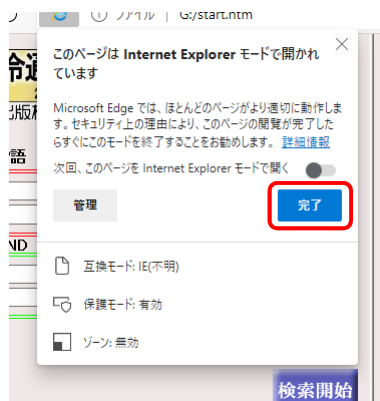 ファイル | G:/start.htm
このページは Internet Explorer モードで開かれ
ています
Microsoft Edge では、ほとんどのページがより適切に動作しま
す。セキュリティ上の理由により、このページの閲覧が完了した
らすぐにこのモードを終了することをお勧めします。 詳細情報
次回、このページを Internet Explorer モードで開く
管理
完了
互換モード: IE(不明)
保護モード: 有効
ゾーン: 無効
語
ND
検索開始